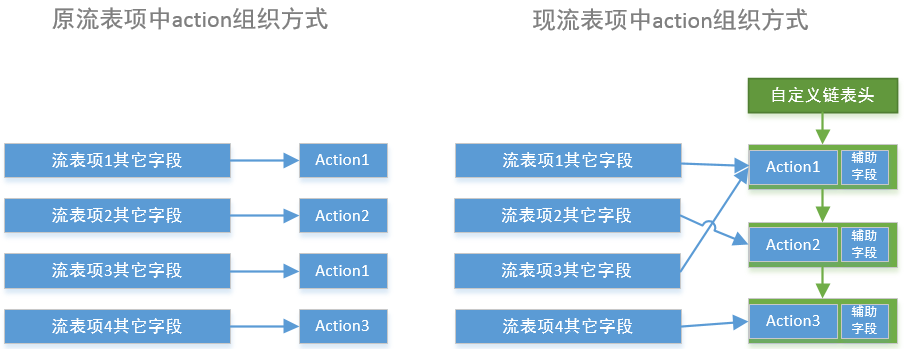 原流表项中action组织方式
流表项1其它字段
Action1
流表项2其它字段
Action2
流表项3其它字段
Action1
流表项4其它字段
Action3
现流表项中action组织方式
自定义链表头
流表项1其它字段
Action1
辅助
字段
流表项2其它字段
Action2
辅助
字段
流表项3其它字段
流表项4其它字段
Action3
辅助
字段